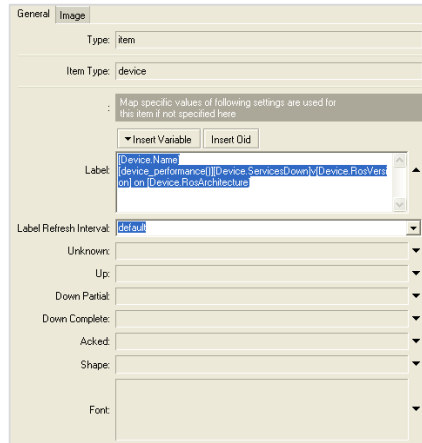 General Image
Type: item
Item Type: device
: Map specific values of following settings are used for
this item if not specified here
Insert Variable Insert Oid
Label: [Device.Name]
[device_performance()][Device.ServicesDown]v[Device.RosVersi
on] on [Device.RosArchitecture]
Label Refresh Interval: default
Unknown:
Up:
Down Partial:
Down Complete:
Acked:
Shape:
Font: